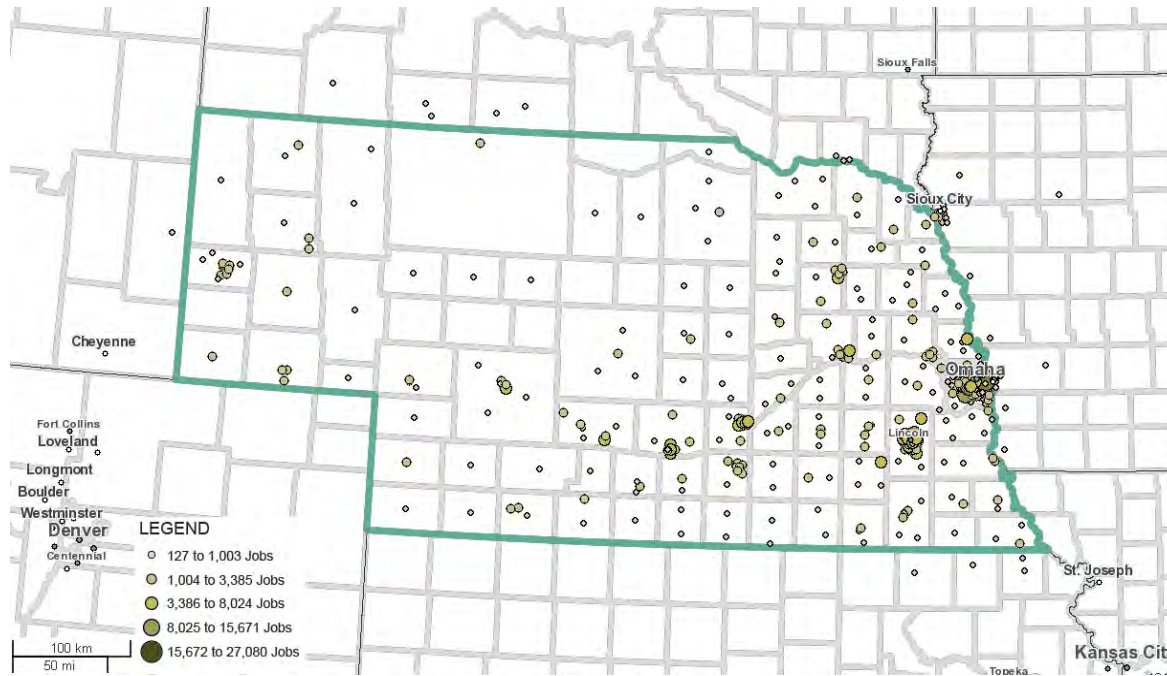 Sioux Falls
Sioux City
Cheyenne
Omaha
Fort Collins
Loveland
Lincoln
Longmont
Boulder
Westminster
Denver
Centennial
LEGEND
127 to 1,003 Jobs
1,004 to 3,385 Jobs
3,386 to 8,024 Jobs
8,025 to 15,671 Jobs
15,672 to 27,080 Jobs
St. Joseph
100 km
50 mi
Kansas Cit
Topeka